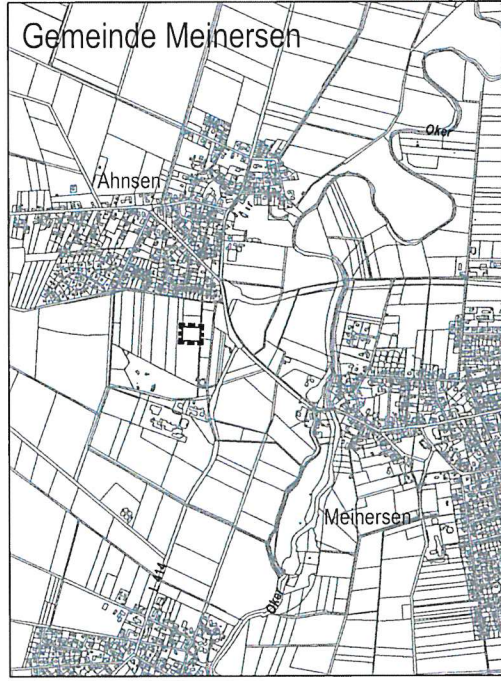 Gemeinde Meinersen
Oker
Ahnsen
Meinersen
L 414
Oker